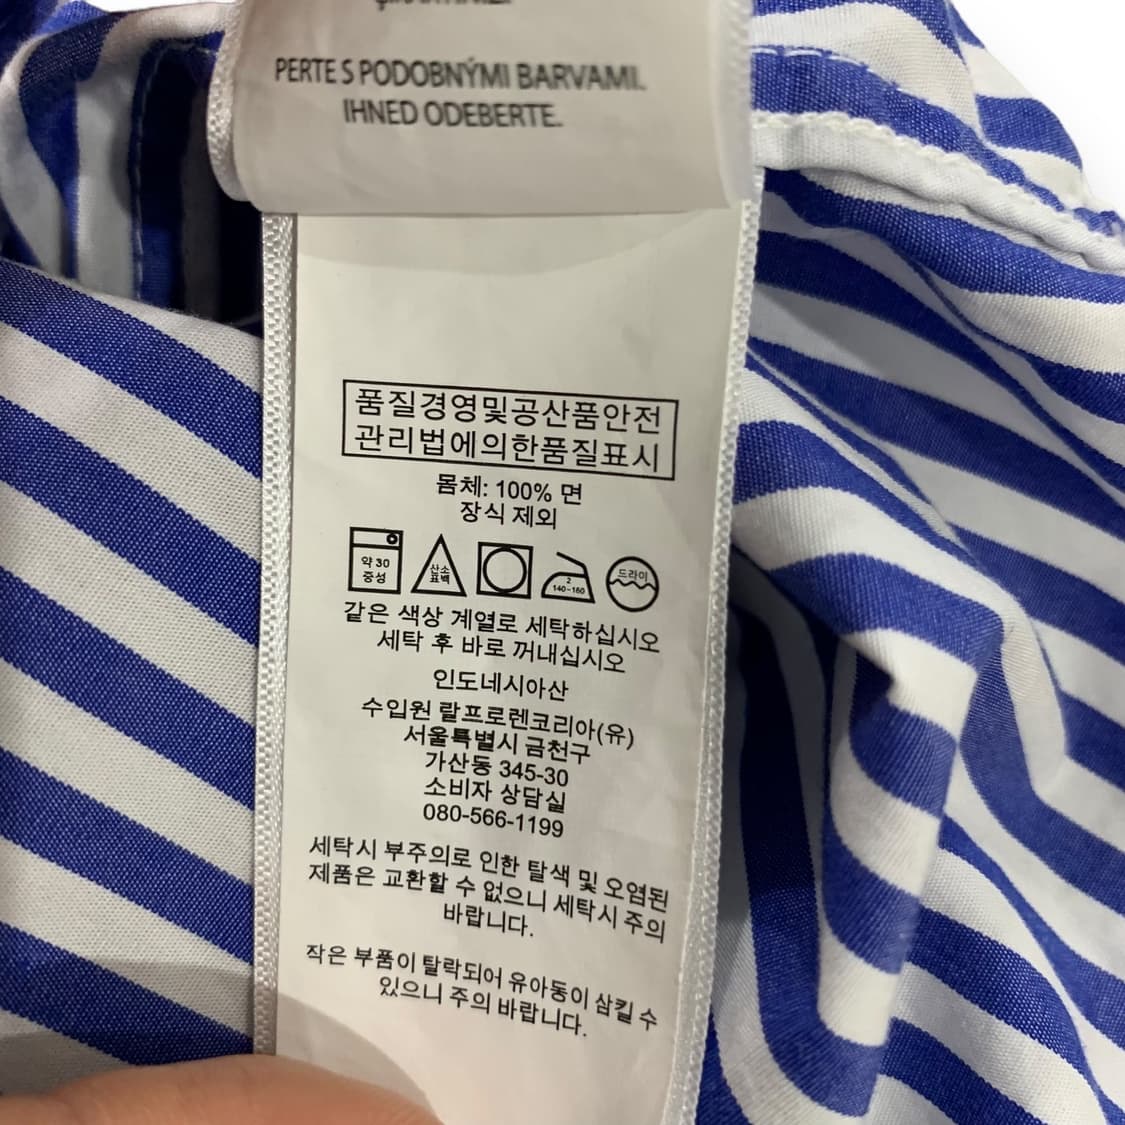 PERTE S PODOBNÝMI BARVAMI.
IHNED ODEBERTE.
품질경영및공산품안전
관리법에의한품질표시
몸체: 100% 면
장식 제외
약 30
중성
산소
표백
2
140~160
드라이
같은 색상 계열로 세탁하십시오
세탁 후 바로 꺼내십시오
인도네시아산
수입원 랄프로렌코리아(유)
서울특별시 금천구
가산동 345-30
소비자 상담실
080-566-1199
세탁시 부주의로 인한 탈색 및 오염된
제품은 교환할 수 없으니 세탁시 주의
바랍니다.
작은 부품이 탈락되어 유아동이 삼킬 수
있으니 주의 바랍니다.